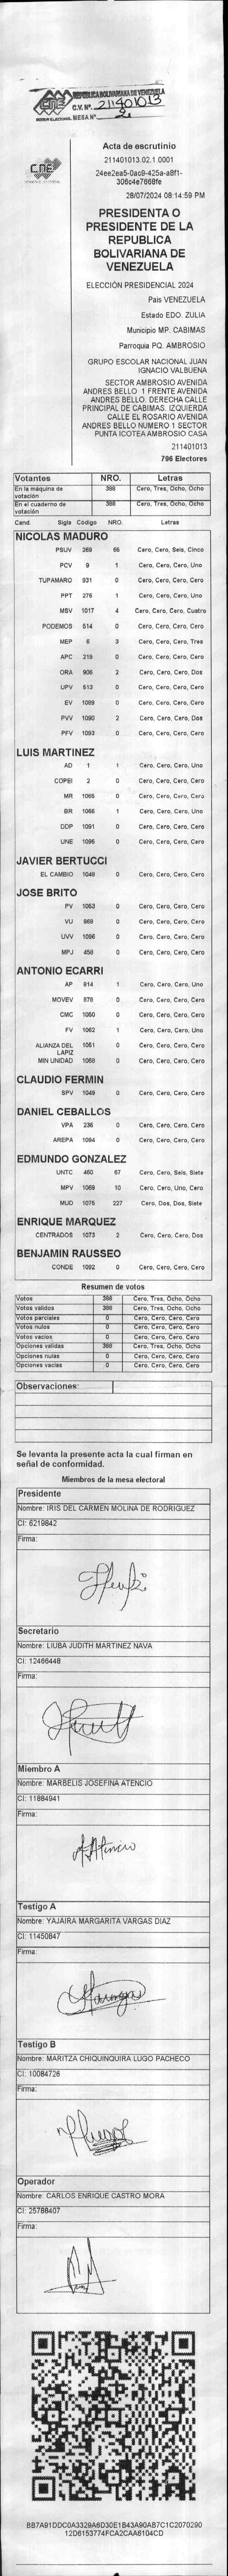 REPUBLICA BOLIVARIANA DE VENEZUELA
C.V. Nº. 211401013
MESA Nº 2
PODER ELECTORAL
CNE
Acta de escrutinio
211401013.02.1.0001
24ee2ea5-0ac9-425a-a8f1-
306c4e7668fe
28/07/2024 08:14:59 PM
PRESIDENTA O
PRESIDENTE DE LA
REPUBLICA
BOLIVARIANA DE
VENEZUELA
ELECCIÓN PRESIDENCIAL 2024
Pais VENEZUELA
Estado EDO. ZULIA
Municipio MP. CABIMAS
Parroquia PQ. AMBROSIO
GRUPO ESCOLAR NACIONAL JUAN
IGNACIO VALBUENA
SECTOR AMBROSIO AVENIDA
ANDRES BELLO 1 FRENTE AVENIDA
ANDRES BELLO. DERECHA CALLE
PRINCIPAL DE CABIMAS. IZQUIERDA
CALLE EL ROSARIO AVENIDA
ANDRES BELLO NUMERO 1 SECTOR
PUNTA ICOTEA AMBROSIO CASA
211401013
796 Electores
Votantes NRO. Letras
En la máquina de votación 388 Cero, Tres, Ocho, Ocho
En el cuaderno de votación 388 Cero, Tres, Ocho, Ocho
Cand. Sigla Código NRO. Letras
NICOLAS MADURO
PSUV 269 65 Cero, Cero, Seis, Cinco
PCV 9 1 Cero, Cero, Cero, Uno
TUPAMARO 931 0 Cero, Cero, Cero, Cero
PPT 276 1 Cero, Cero, Cero, Uno
MSV 1017 4 Cero, Cero, Cero, Cuatro
PODEMOS 514 0 Cero, Cero, Cero, Cero
MEP 6 3 Cero, Cero, Cero, Tres
APC 219 0 Cero, Cero, Cero, Cero
ORA 906 2 Cero, Cero, Cero, Dos
UPV 513 0 Cero, Cero, Cero, Cero
EV 1089 0 Cero, Cero, Cero, Cero
PVV 1090 2 Cero, Cero, Cero, Dos
PFV 1093 0 Cero, Cero, Cero, Cero
LUIS MARTINEZ
AD 1 1 Cero, Cero, Cero, Uno
COPEI 2 0 Cero, Cero, Cero, Cero
MR 1065 0 Cero, Cero, Cero, Cero
BR 1066 1 Cero, Cero, Cero, Uno
DDP 1091 0 Cero, Cero, Cero, Cero
UNE 1095 0 Cero, Cero, Cero, Cero
JAVIER BERTUCCI
EL CAMBIO 1048 0 Cero, Cero, Cero, Cero
JOSE BRITO
PV 1053 0 Cero, Cero, Cero, Cero
VU 868 0 Cero, Cero, Cero, Cero
UVV 1096 0 Cero, Cero, Cero, Cero
MPJ 458 0 Cero, Cero, Cero, Cero
ANTONIO ECARRI
AP 814 1 Cero, Cero, Cero, Uno
MOVEV 876 0 Cero, Cero, Cero, Cero
CMC 1050 0 Cero, Cero, Cero, Cero
FV 1062 1 Cero, Cero, Cero, Uno
ALIANZA DEL LAPIZ 1051 0 Cero, Cero, Cero, Cero
MIN UNIDAD 1068 0 Cero, Cero, Cero, Cero
CLAUDIO FERMIN
SPV 1049 0 Cero, Cero, Cero, Cero
DANIEL CEBALLOS
VPA 236 0 Cero, Cero, Cero, Cero
AREPA 1094 0 Cero, Cero, Cero, Cero
EDMUNDO GONZALEZ
UNTC 460 67 Cero, Cero, Seis, Siete
MPV 1069 10 Cero, Cero, Uno, Cero
MUD 1076 227 Cero, Dos, Dos, Siete
ENRIQUE MARQUEZ
CENTRADOS 1073 2 Cero, Cero, Cero, Dos
BENJAMIN RAUSSEO
CONDE 1092 0 Cero, Cero, Cero, Cero
Resumen de votos
Votos 388 Cero, Tres, Ocho, Ocho
Votos validos 388 Cero, Tres, Ocho, Ocho
Votos parciales 0 Cero, Cero, Cero, Cero
Votos nulos 0 Cero, Cero, Cero, Cero
Votos vacios 0 Cero, Cero, Cero, Cero
Opciones validas 388 Cero, Tres, Ocho, Ocho
Opciones nulas 0 Cero, Cero, Cero, Cero
Opciones vacias 0 Cero, Cero, Cero, Cero
Observaciones:
Se levanta la presente acta la cual firman en
señal de conformidad.
Miembros de la mesa electoral
Presidente
Nombre: IRIS DEL CARMEN MOLINA DE RODRIGUEZ
CI: 6219842
Firma:
Secretario
Nombre: LIUBA JUDITH MARTINEZ NAVA
CI: 12466448
Firma:
Miembro A
Nombre: MARBELIS JOSEFINA ATENCIO
CI: 11884941
Firma:
Testigo A
Nombre: YAJAIRA MARGARITA VARGAS DIAZ
CI: 11450847
Firma:
Testigo B
Nombre: MARITZA CHIQUINQUIRA LUGO PACHECO
CI: 10084726
Firma:
Operador
Nombre: CARLOS ENRIQUE CASTRO MORA
CI: 25788407
Firma:
BB7A91DDC0A3329A6D30E1B43A90AB7C1C2070290
12D6153774FCA2CAA6104CD